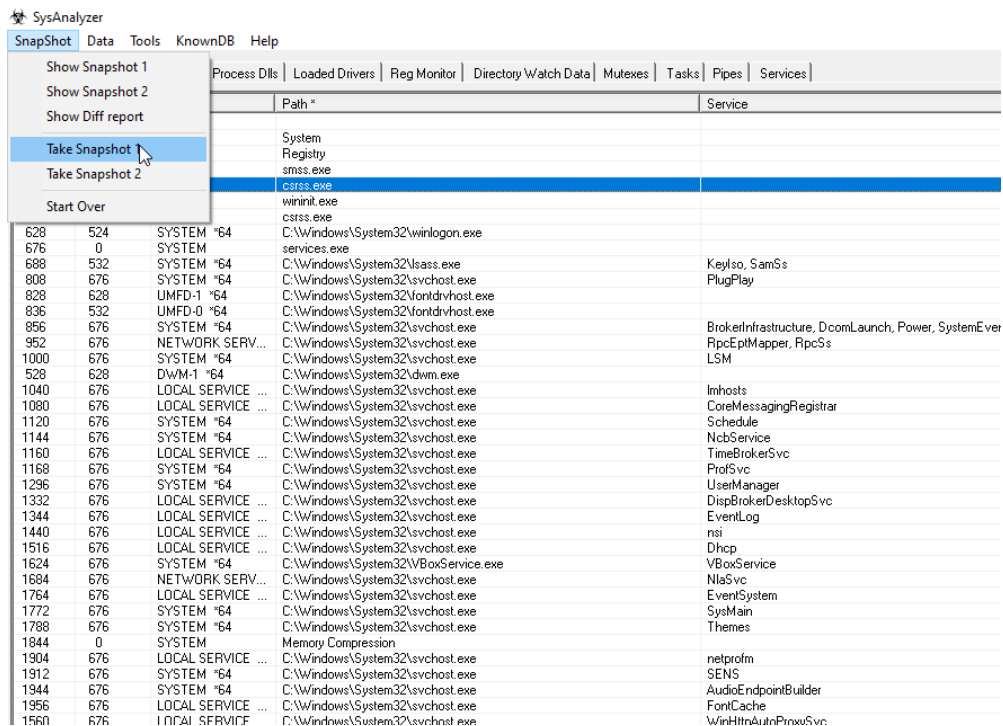 SysAnalyzer
SnapShot Data Tools KnownDB Help
Show Snapshot 1
Show Snapshot 2
Show Diff report
Take Snapshot 1
Take Snapshot 2
Start Over
Process Dlls Loaded Drivers Reg Monitor Directory Watch Data Mutexes Tasks Pipes Services
Path * Service
System
Registry
smss.exe
csrss.exe
wininit.exe
csrss.exe
628 524 SYSTEM *64 C:\Windows\System32\winlogon.exe
676 0 SYSTEM services.exe
688 532 SYSTEM *64 C:\Windows\System32\lsass.exe KeyIso, SamSs
808 676 SYSTEM *64 C:\Windows\System32\svchost.exe PlugPlay
828 628 UMFD-1 *64 C:\Windows\System32\fontdrvhost.exe
836 532 UMFD-0 *64 C:\Windows\System32\fontdrvhost.exe
856 676 SYSTEM *64 C:\Windows\System32\svchost.exe BrokerInfrastructure, DcomLaunch, Power, SystemEver
952 676 NETWORK SERV... C:\Windows\System32\svchost.exe RpcEptMapper, RpcSs
1000 676 SYSTEM *64 C:\Windows\System32\svchost.exe LSM
528 628 DWM-1 *64 C:\Windows\System32\dwm.exe
1040 676 LOCAL SERVICE ... C:\Windows\System32\svchost.exe lmhosts
1080 676 LOCAL SERVICE ... C:\Windows\System32\svchost.exe CoreMessagingRegistrar
1120 676 SYSTEM *64 C:\Windows\System32\svchost.exe Schedule
1144 676 SYSTEM *64 C:\Windows\System32\svchost.exe NcbService
1160 676 LOCAL SERVICE ... C:\Windows\System32\svchost.exe TimeBrokerSvc
1168 676 SYSTEM *64 C:\Windows\System32\svchost.exe ProfSvc
1296 676 SYSTEM *64 C:\Windows\System32\svchost.exe UserManager
1332 676 LOCAL SERVICE ... C:\Windows\System32\svchost.exe DispBrokerDesktopSvc
1344 676 LOCAL SERVICE ... C:\Windows\System32\svchost.exe EventLog
1440 676 LOCAL SERVICE ... C:\Windows\System32\svchost.exe nsi
1516 676 LOCAL SERVICE ... C:\Windows\System32\svchost.exe Dhcp
1624 676 SYSTEM *64 C:\Windows\System32\VBoxService.exe VBoxService
1684 676 NETWORK SERV... C:\Windows\System32\svchost.exe NlaSvc
1764 676 LOCAL SERVICE ... C:\Windows\System32\svchost.exe EventSystem
1772 676 SYSTEM *64 C:\Windows\System32\svchost.exe SysMain
1788 676 SYSTEM *64 C:\Windows\System32\svchost.exe Themes
1844 0 SYSTEM Memory Compression
1904 676 LOCAL SERVICE ... C:\Windows\System32\svchost.exe netprofm
1912 676 SYSTEM *64 C:\Windows\System32\svchost.exe SENS
1944 676 SYSTEM *64 C:\Windows\System32\svchost.exe AudioEndpointBuilder
1956 676 LOCAL SERVICE ... C:\Windows\System32\svchost.exe FontCache
1560 676 LOCAL SERVICE ... C:\Windows\System32\svchost.exe WinHttpAutoProxySvc